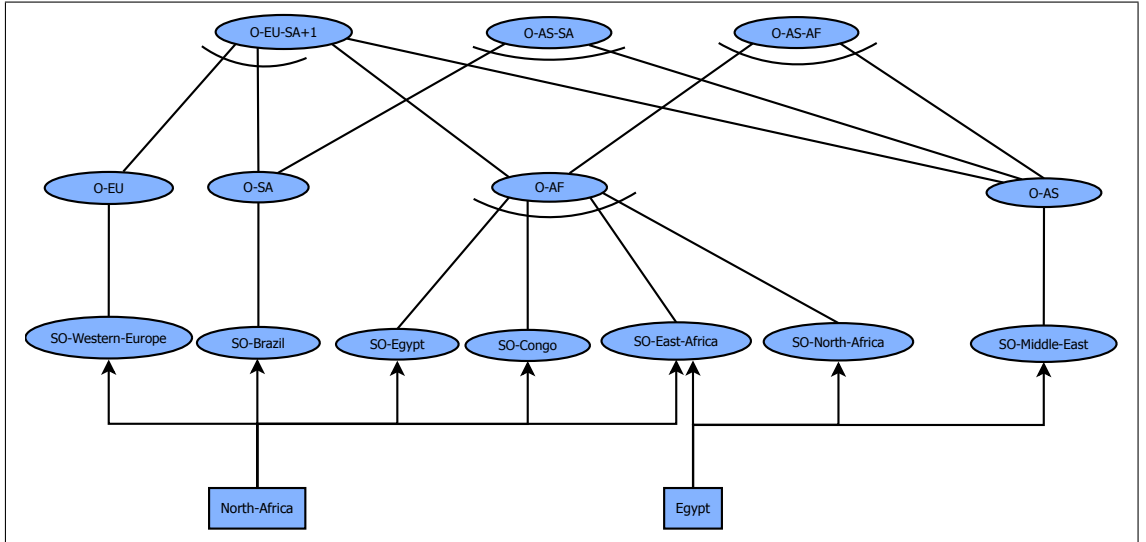 O-EU-SA+1
O-AS-SA
O-AS-AF
O-EU
O-SA
O-AF
O-AS
SO-Western-Europe
SO-Brazil
SO-Egypt
SO-Congo
SO-East-Africa
SO-North-Africa
SO-Middle-East
North-Africa
Egypt